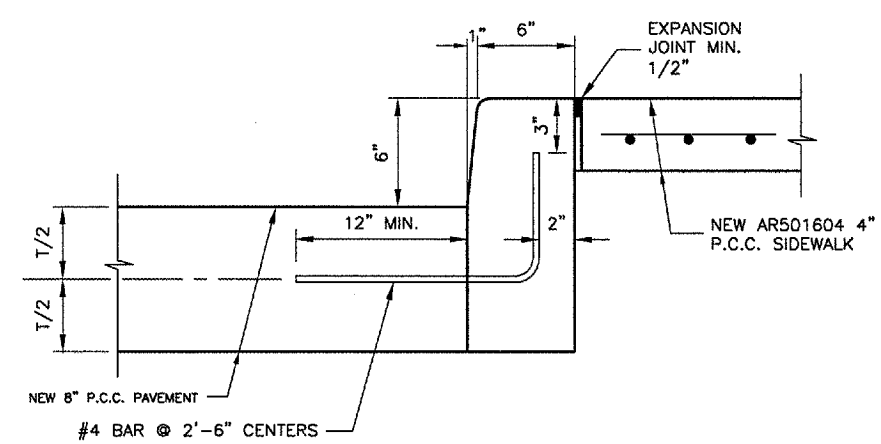 1"
6"
EXPANSION
JOINT MIN.
1/2"
6"
3"
T/2
12" MIN.
2"
NEW AR501604 4"
P.C.C. SIDEWALK
T/2
NEW 8" P.C.C. PAVEMENT
#4 BAR @ 2'-6" CENTERS